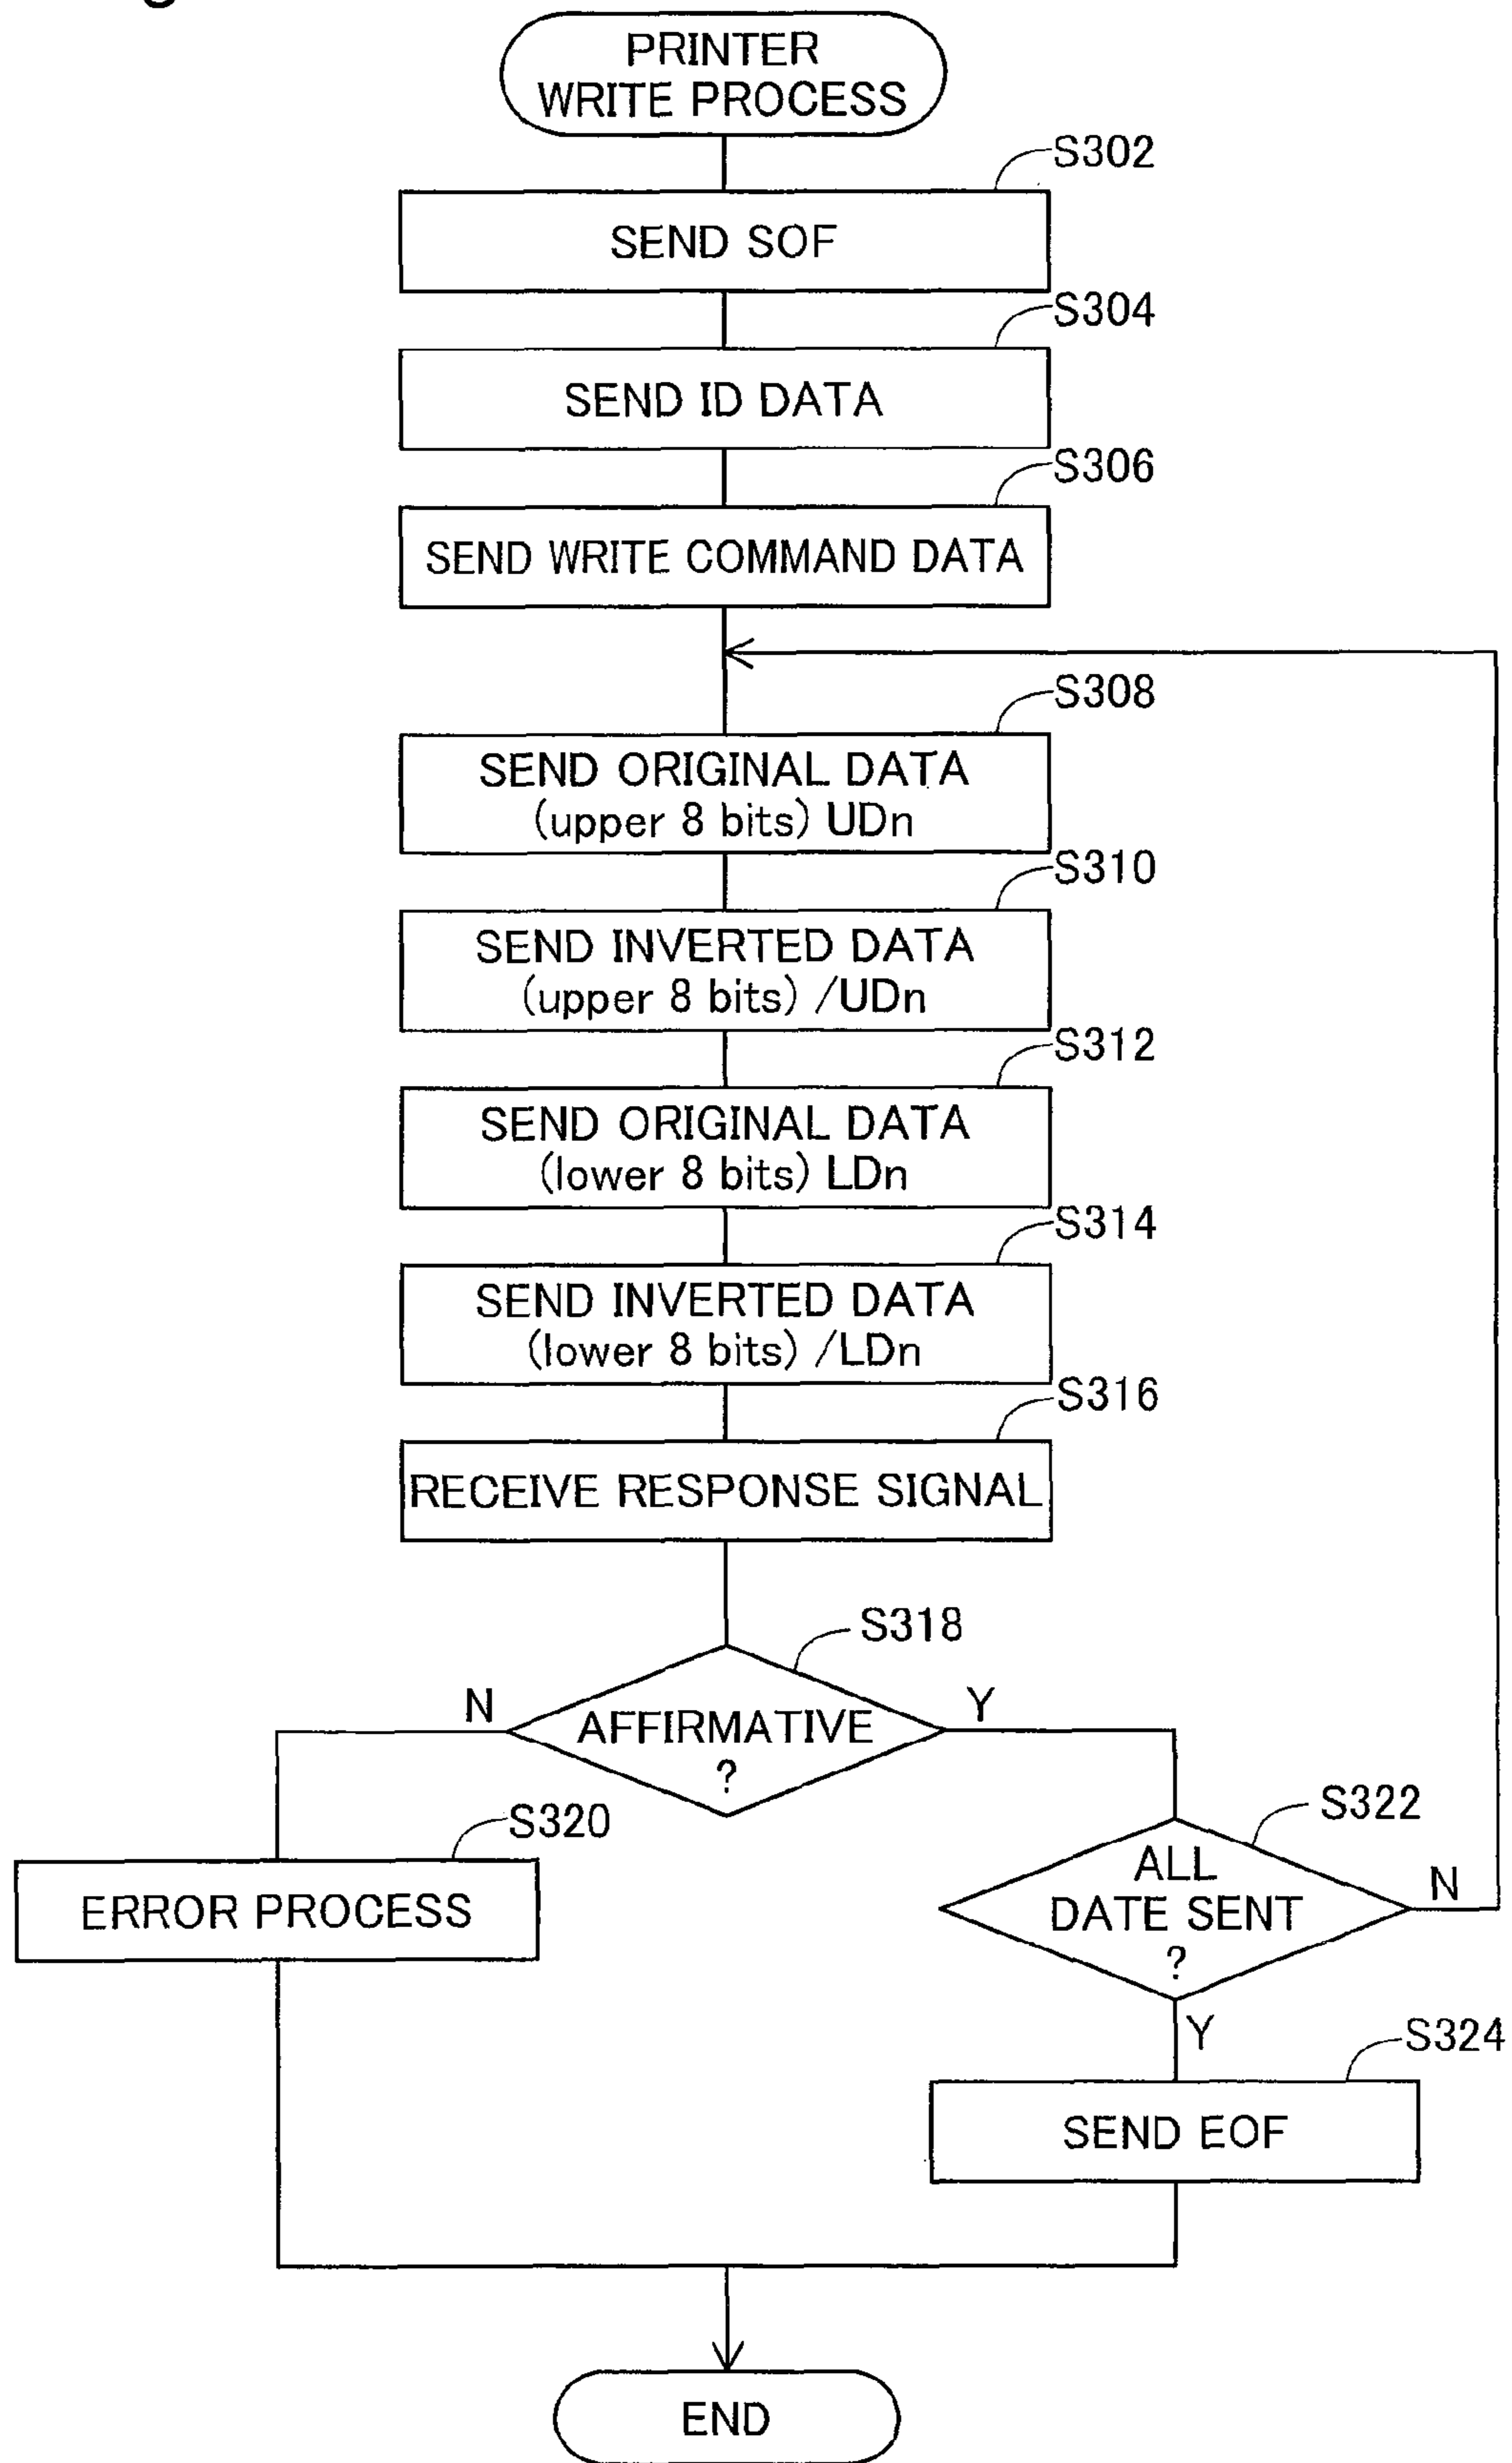 PRINTER
WRITE PROCESS
S302
SEND SOF
S304
SEND ID DATA
S306
SEND WRITE COMMAND DATA
S308
SEND ORIGINAL DATA
(upper 8 bits) UDn
S310
SEND INVERTED DATA
(upper 8 bits) /UDn
S312
SEND ORIGINAL DATA
(lower 8 bits) LDn
S314
SEND INVERTED DATA
(lower 8 bits) /LDn
S316
RECEIVE RESPONSE SIGNAL
S318
N
AFFIRMATIVE
?
Y
S320
ERROR PROCESS
S322
ALL
DATE SENT
?
N
Y
S324
SEND EOF
END